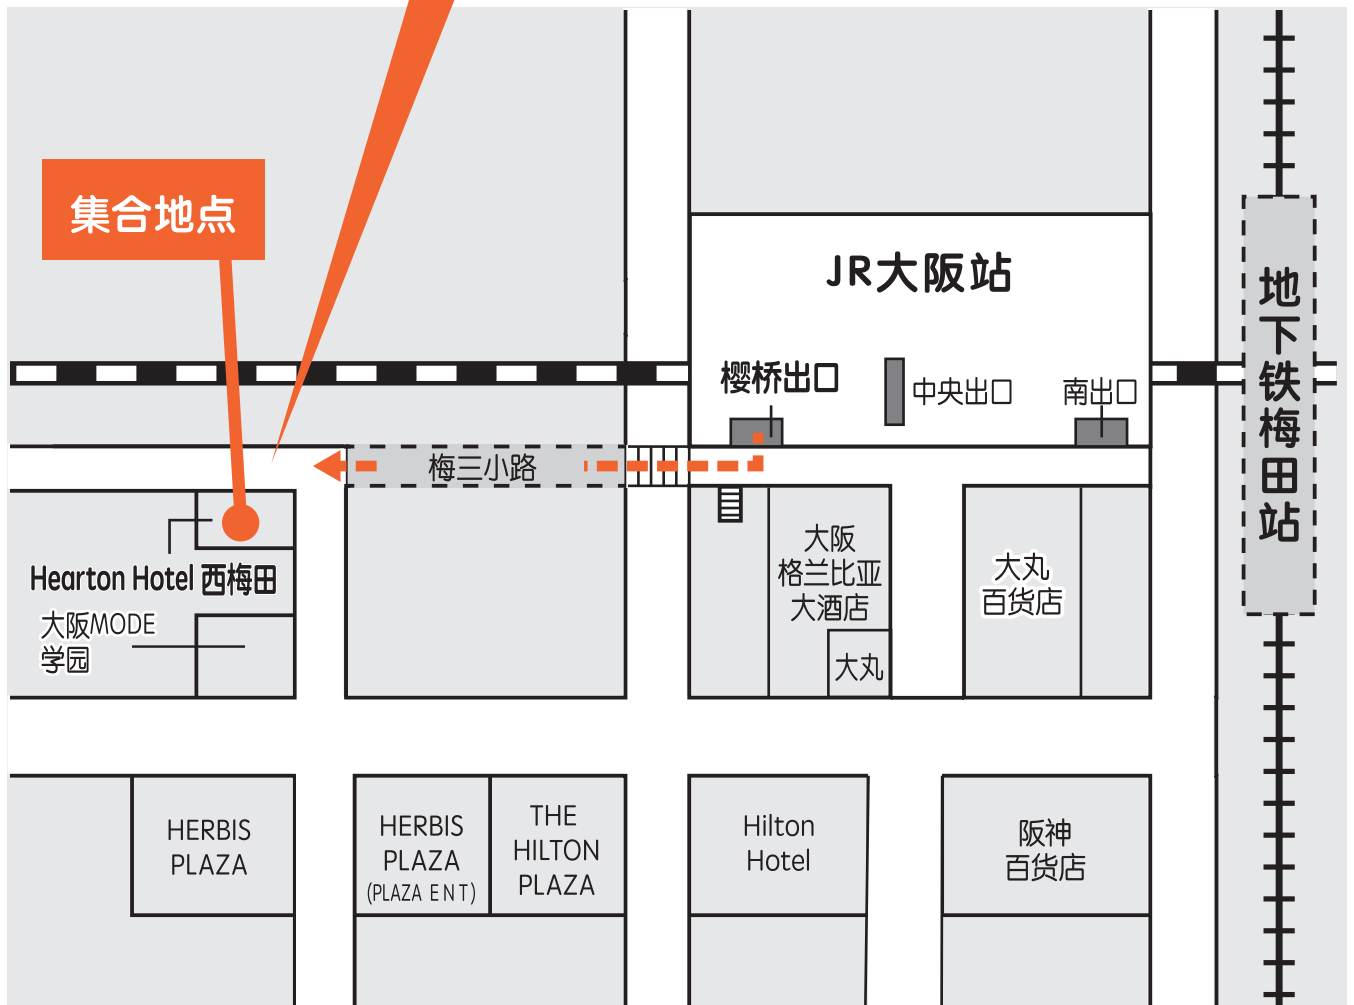 集合地点
JR大阪站
樱桥出口
中央出口
南出口
地下铁梅田站
梅三小路
大阪
格兰比亚
大酒店
大丸
大丸
百货店
Hearton Hotel 西梅田
大阪MODE
学园
HERBIS
PLAZA
HERBIS
PLAZA
(PLAZA ENT)
THE
HILTON
PLAZA
Hilton
Hotel
阪神
百货店